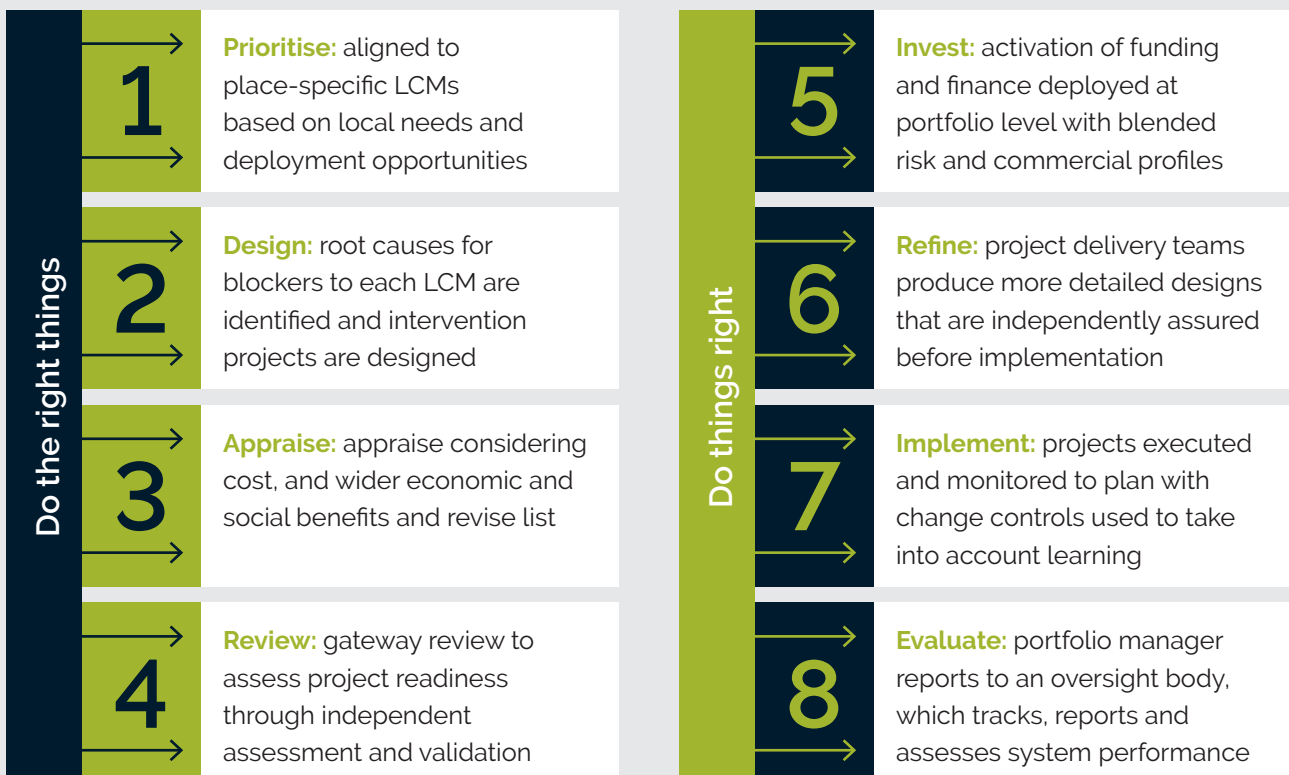 Do the right things
1
Prioritise: aligned to
place-specific LCMs
based on local needs and
deployment opportunities
2
Design: root causes for
blockers to each LCM are
identified and intervention
projects are designed
3
Appraise: appraise considering
cost, and wider economic and
social benefits and revise list
4
Review: gateway review to
assess project readiness
through independent
assessment and validation
Do things right
5
Invest: activation of funding
and finance deployed at
portfolio level with blended
risk and commercial profiles
6
Refine: project delivery teams
produce more detailed designs
that are independently assured
before implementation
7
Implement: projects executed
and monitored to plan with
change controls used to take
into account learning
8
Evaluate: portfolio manager
reports to an oversight body,
which tracks, reports and
assesses system performance